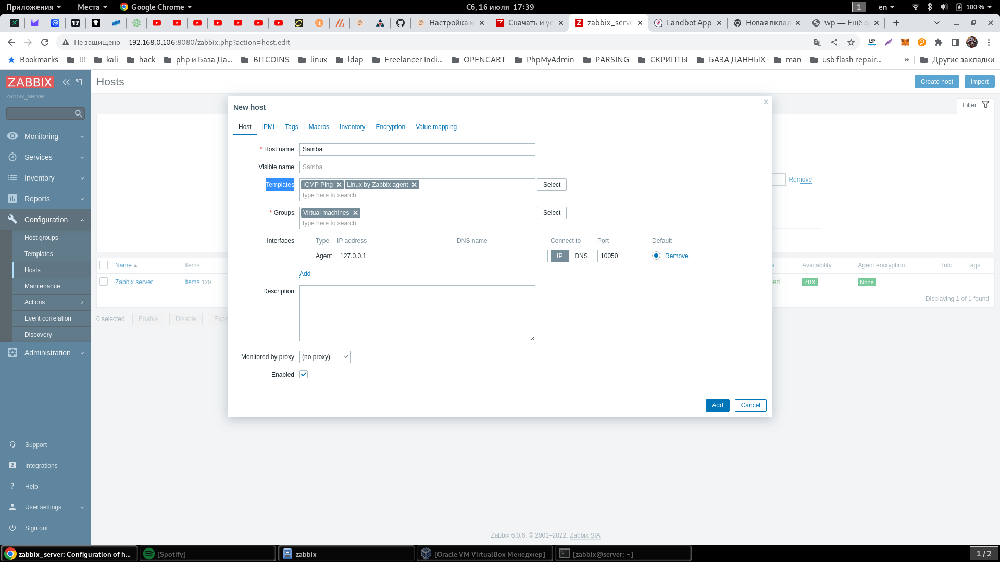 Приложения Места Google Chrome Сб, 16 июля 17:39 1 en 100 %
Настройка м Скачать и ус zabbix_serve Landbot App Новая вклад wp — Ещё о
Не защищено 192.168.0.106:8080/zabbix.php?action=host.edit
Bookmarks !!! kali hack php и База Да... BITCOINS linux ldap Freelancer Indi... OPENCART PhpMyAdmin PARSING СКРИПТЫ БАЗА ДАННЫХ man usb flash repair... » Другие закладки
ZABBIX
zabbix_server
Monitoring
Services
Inventory
Reports
Configuration
Host groups
Templates
Hosts
Maintenance
Actions
Event correlation
Discovery
Administration
Support
Integrations
Help
User settings
Sign out
Hosts Create host Import
Filter
Remove
New host
Host IPMI Tags Macros Inventory Encryption Value mapping
* Host name Samba
Visible name Samba
Templates ICMP Ping Linux by Zabbix agent Select
type here to search
* Groups Virtual machines Select
type here to search
Interfaces Type IP address DNS name Connect to Port Default
Agent 127.0.0.1 IP DNS 10050 Remove
Add
Description
Monitored by proxy (no proxy)
Enabled
Add Cancel
Name Items s Availability Agent encryption Info Tags
Zabbix server Items 129 ed ZBX None
Displaying 1 of 1 found
0 selected Enable Disable Expo
Zabbix 6.0.6. © 2001–2022, Zabbix SIA
zabbix_server: Configuration of h... [Spotify] zabbix [Oracle VM VirtualBox Менеджер] [zabbix@server: ~] 1 / 2